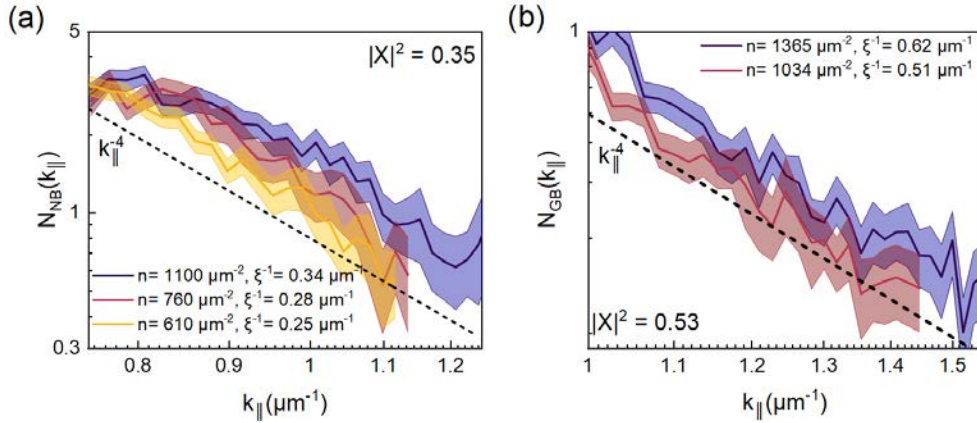 (a)
5
|X|² = 0.35
N_NB(k_∥)
k_∥⁻⁴
1
n= 1100 μm⁻², ξ⁻¹ = 0.34 μm⁻¹
n= 760 μm⁻², ξ⁻¹ = 0.28 μm⁻¹
n= 610 μm⁻², ξ⁻¹ = 0.25 μm⁻¹
0.3
0.8 0.9 1 1.1 1.2
k_∥(μm⁻¹)
(b)
1
n= 1365 μm⁻², ξ⁻¹ = 0.62 μm⁻¹
n= 1034 μm⁻², ξ⁻¹ = 0.51 μm⁻¹
N_GB(k_∥)
k_∥⁻⁴
|X|² = 0.53
0.3
1 1.1 1.2 1.3 1.4 1.5
k_∥(μm⁻¹)